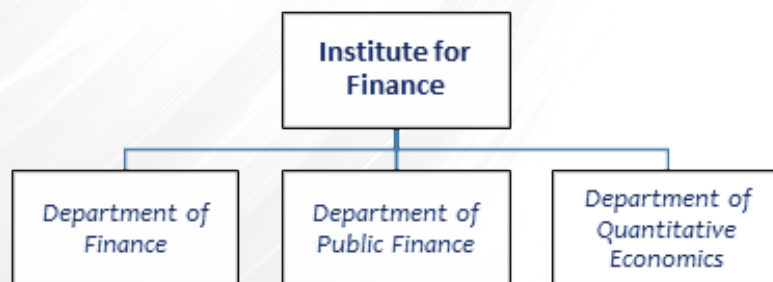 Institute for
Finance
Department of
Finance
Department of
Public Finance
Department of
Quantitative
Economics